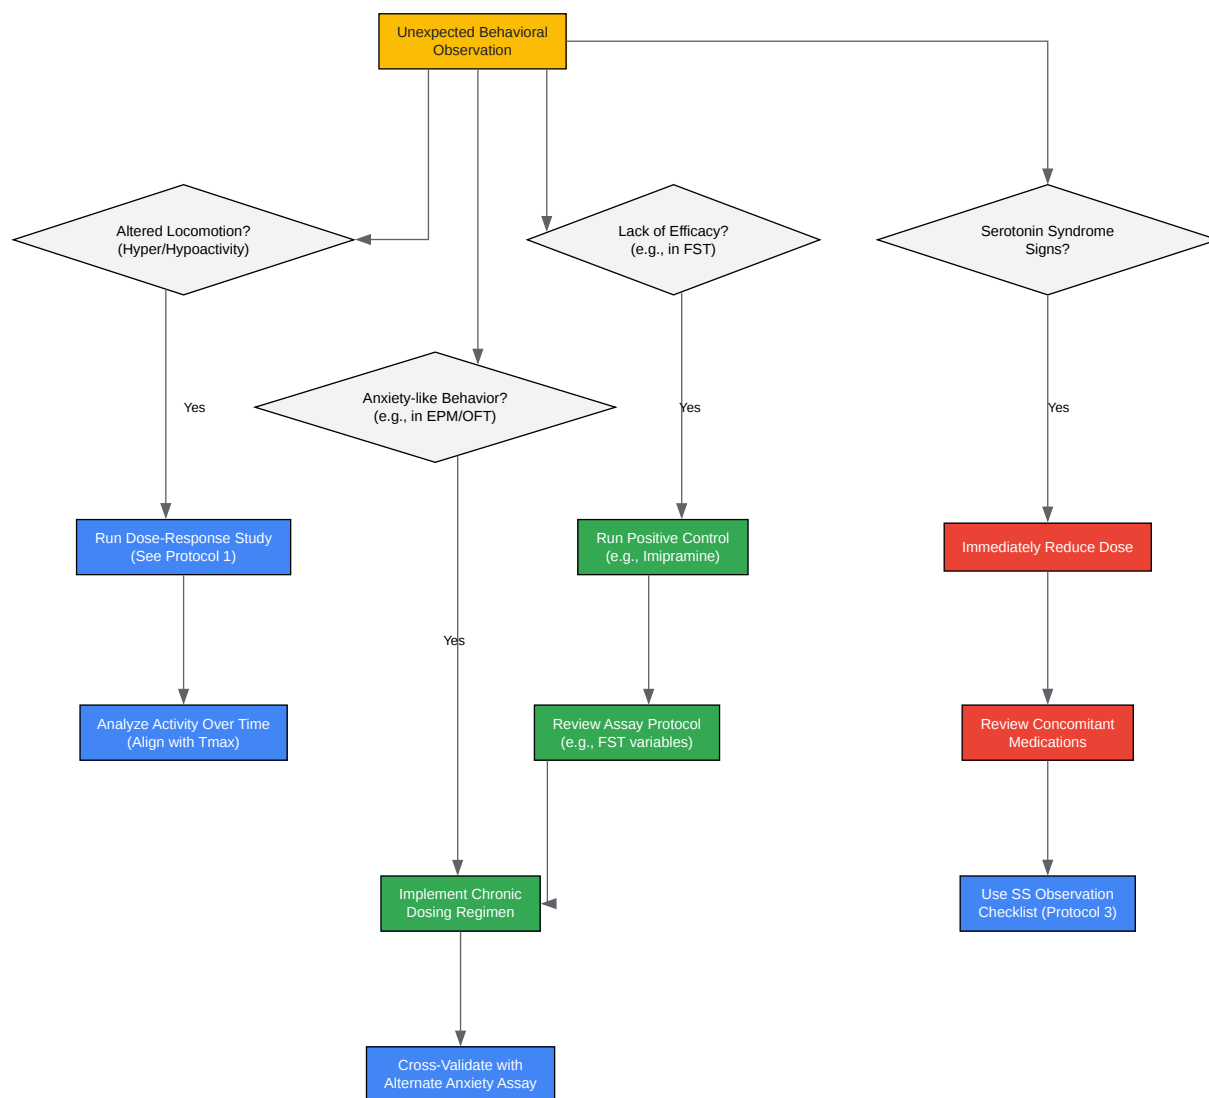 Unexpected Behavioral
Observation
Altered Locomotion?
(Hyper/Hypoactivity)
Lack of Efficacy?
(e.g., in FST)
Serotonin Syndrome
Signs?
Anxiety-like Behavior?
(e.g., in EPM/OFT)
Yes
Yes
Yes
Run Dose-Response Study
(See Protocol 1)
Run Positive Control
(e.g., Imipramine)
Immediately Reduce Dose
Yes
Analyze Activity Over Time
(Align with Tmax)
Review Assay Protocol
(e.g., FST variables)
Review Concomitant
Medications
Implement Chronic
Dosing Regimen
Use SS Observation
Checklist (Protocol 3)
Cross-Validate with
Alternate Anxiety Assay